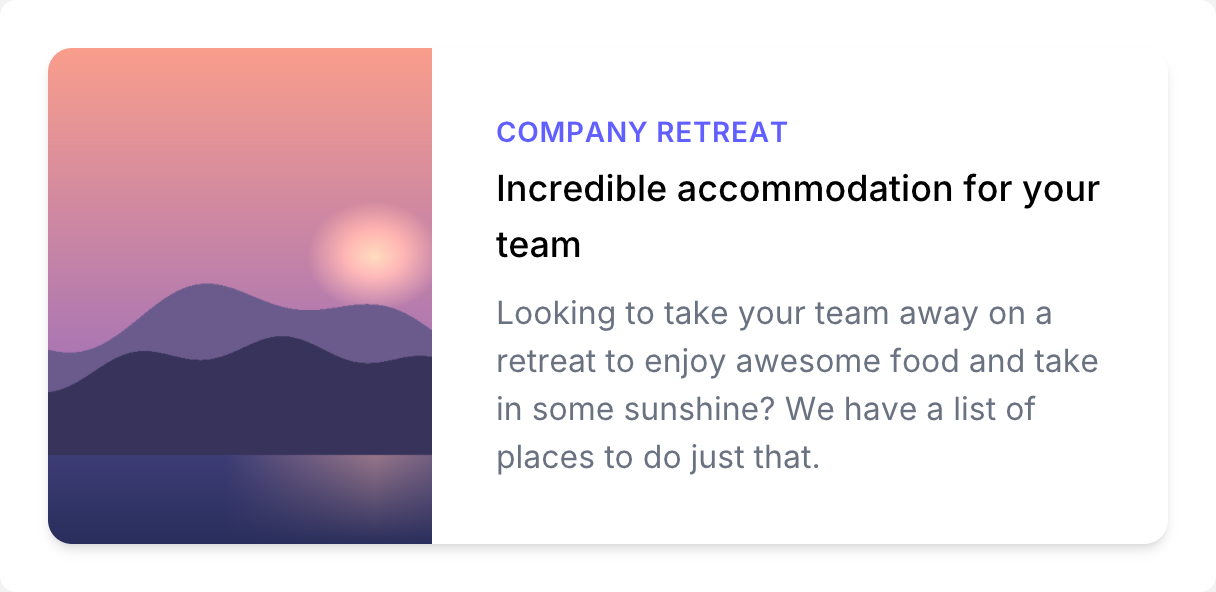 COMPANY RETREAT
Incredible accommodation for your
team
Looking to take your team away on a
retreat to enjoy awesome food and take
in some sunshine? We have a list of
places to do just that.